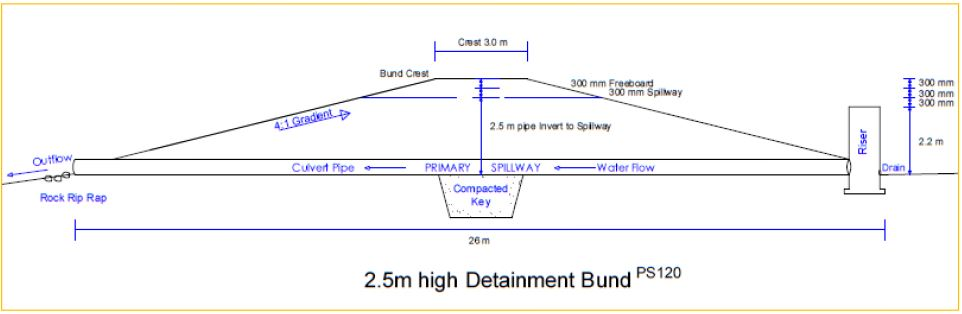 Crest 3.0 m
Bund Crest
300 mm Freeboard
300 mm Spillway
300 mm
300 mm
300 mm
4:1 Gradient
2.5 m pipe Invert to Spillway
2.2 m
Riser
Outflow
Culvert Pipe
PRIMARY SPILLWAY
Water Flow
Drain
Rock Rip Rap
Compacted
Key
26 m
2.5m high Detainment Bund PS120